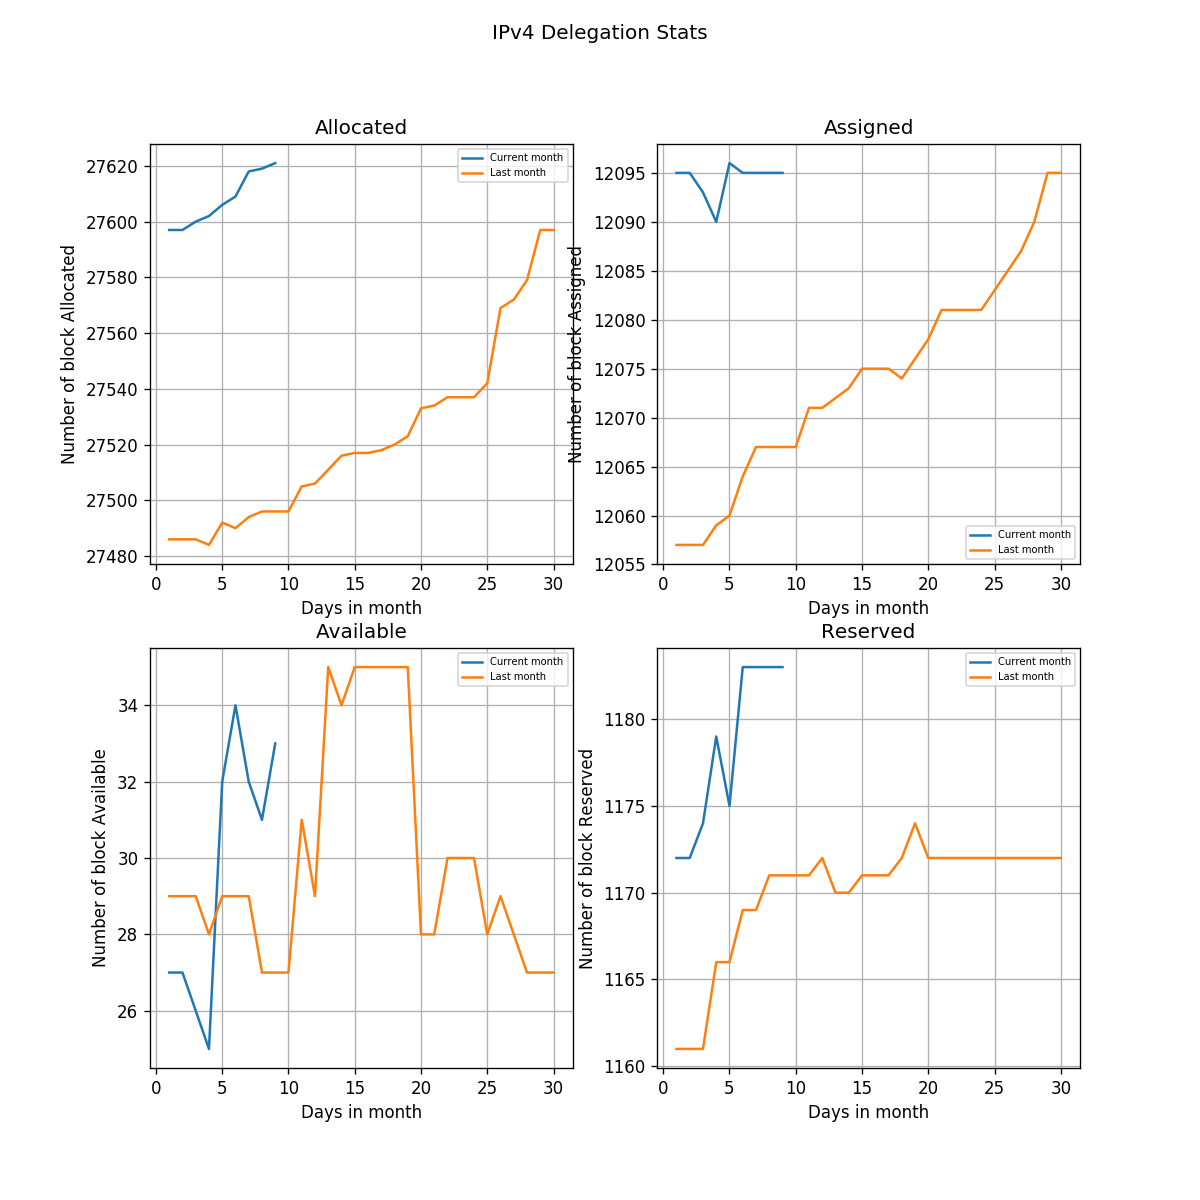 IPv4 Delegation Stats
Allocated
Number of block Allocated
27620
27600
27580
27560
27540
27520
27500
27480
0 5 10 15 20 25 30
Days in month
Current month
Last month
Assigned
Number of block Assigned
12095
12090
12085
12080
12075
12070
12065
12060
12055
0 5 10 15 20 25 30
Days in month
Current month
Last month
Available
Number of block Available
34
32
30
28
26
0 5 10 15 20 25 30
Days in month
Current month
Last month
Reserved
Number of block Reserved
1180
1175
1170
1165
1160
0 5 10 15 20 25 30
Days in month
Current month
Last month